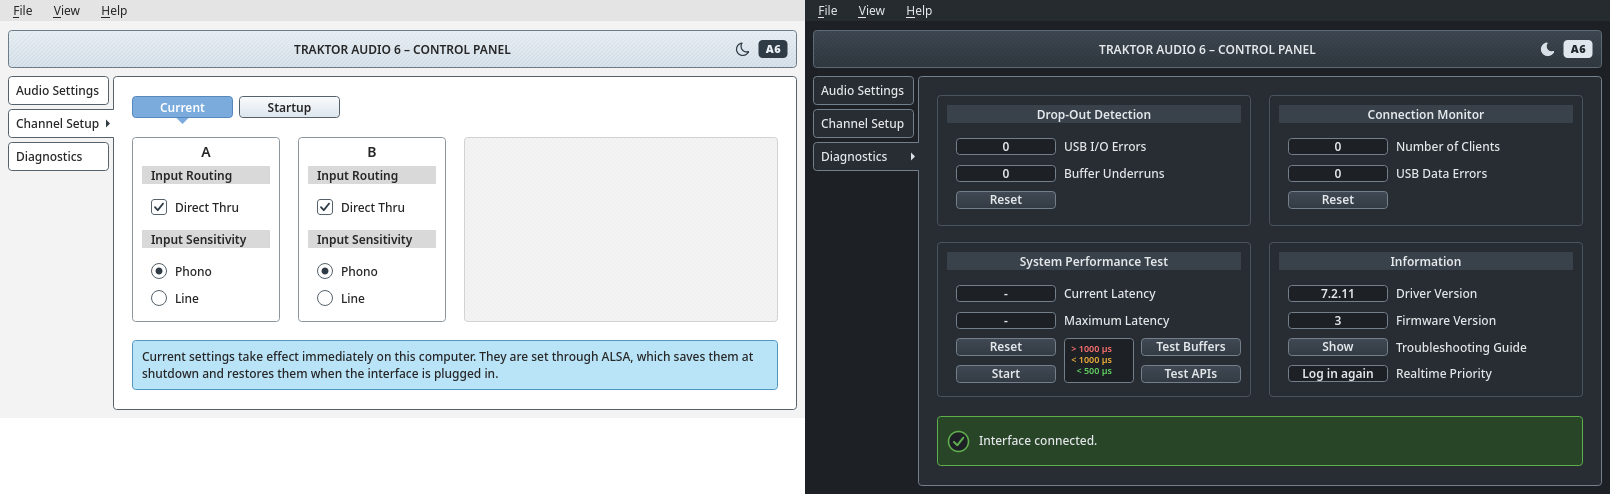 File View Help
TRAKTOR AUDIO 6 – CONTROL PANEL
A6
Audio Settings
Channel Setup
Diagnostics
Current
Startup
A
Input Routing
Direct Thru
Input Sensitivity
Phono
Line
B
Input Routing
Direct Thru
Input Sensitivity
Phono
Line
Current settings take effect immediately on this computer. They are set through ALSA, which saves them at
shutdown and restores them when the interface is plugged in.
File View Help
TRAKTOR AUDIO 6 – CONTROL PANEL
A6
Audio Settings
Channel Setup
Diagnostics
Drop-Out Detection
0 USB I/O Errors
0 Buffer Underruns
Reset
Connection Monitor
0 Number of Clients
0 USB Data Errors
Reset
System Performance Test
- Current Latency
- Maximum Latency
Reset
Start
> 1000 µs
< 1000 µs
< 500 µs
Test Buffers
Test APIs
Information
7.2.11 Driver Version
3 Firmware Version
Show Troubleshooting Guide
Log in again Realtime Priority
Interface connected.